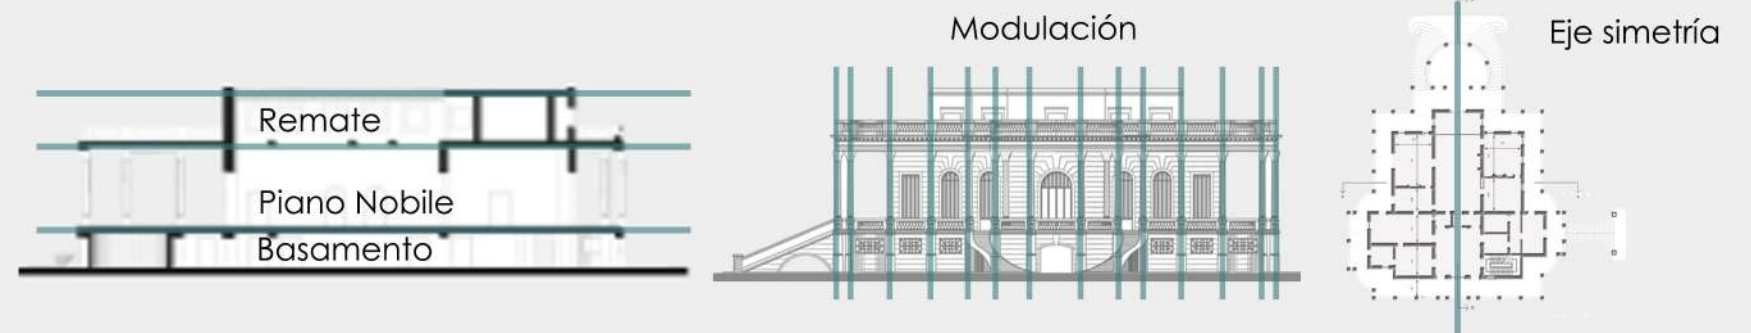 Remate
Piano Nobile
Basamento
Modulación
Eje simetría